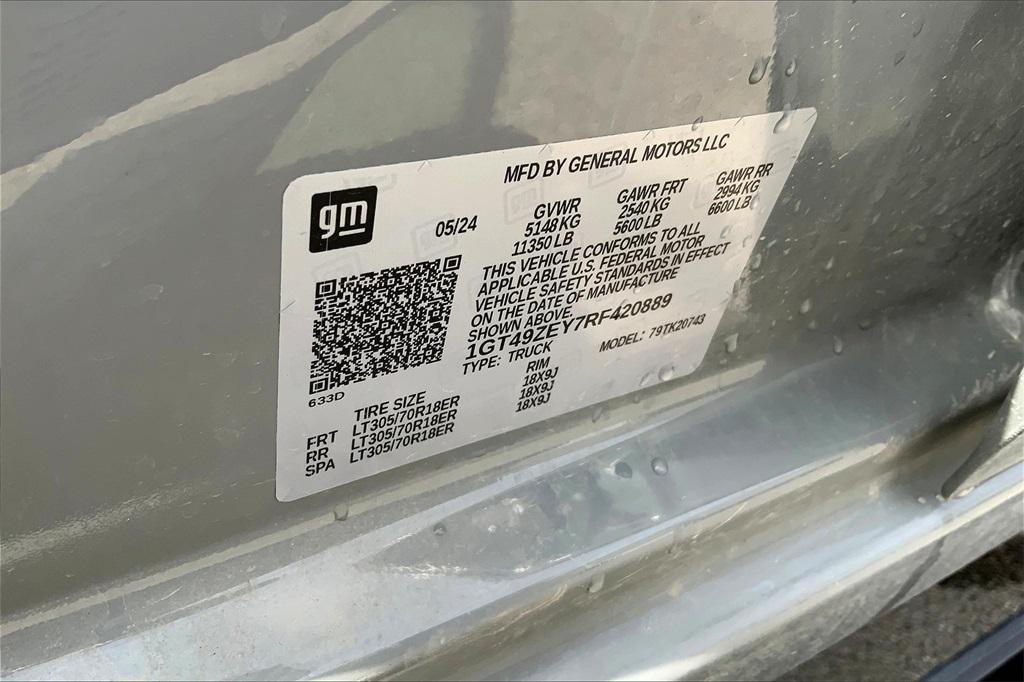 MFD BY GENERAL MOTORS LLC
gm
05/24
GVWR GAWR FRT GAWR RR
5148 KG 2540 KG 2994 KG
11350 LB 5600 LB 6600 LB
THIS VEHICLE CONFORMS TO ALL
APPLICABLE U.S. FEDERAL MOTOR
VEHICLE SAFETY STANDARDS IN EFFECT
ON THE DATE OF MANUFACTURE
SHOWN ABOVE.
1GT49ZEY7RF420889
TYPE: TRUCK MODEL: 79TK20743
633D
TIRE SIZE RIM
FRT LT305/70R18ER 18X9J
RR LT305/70R18ER 18X9J
SPA LT305/70R18ER 18X9J